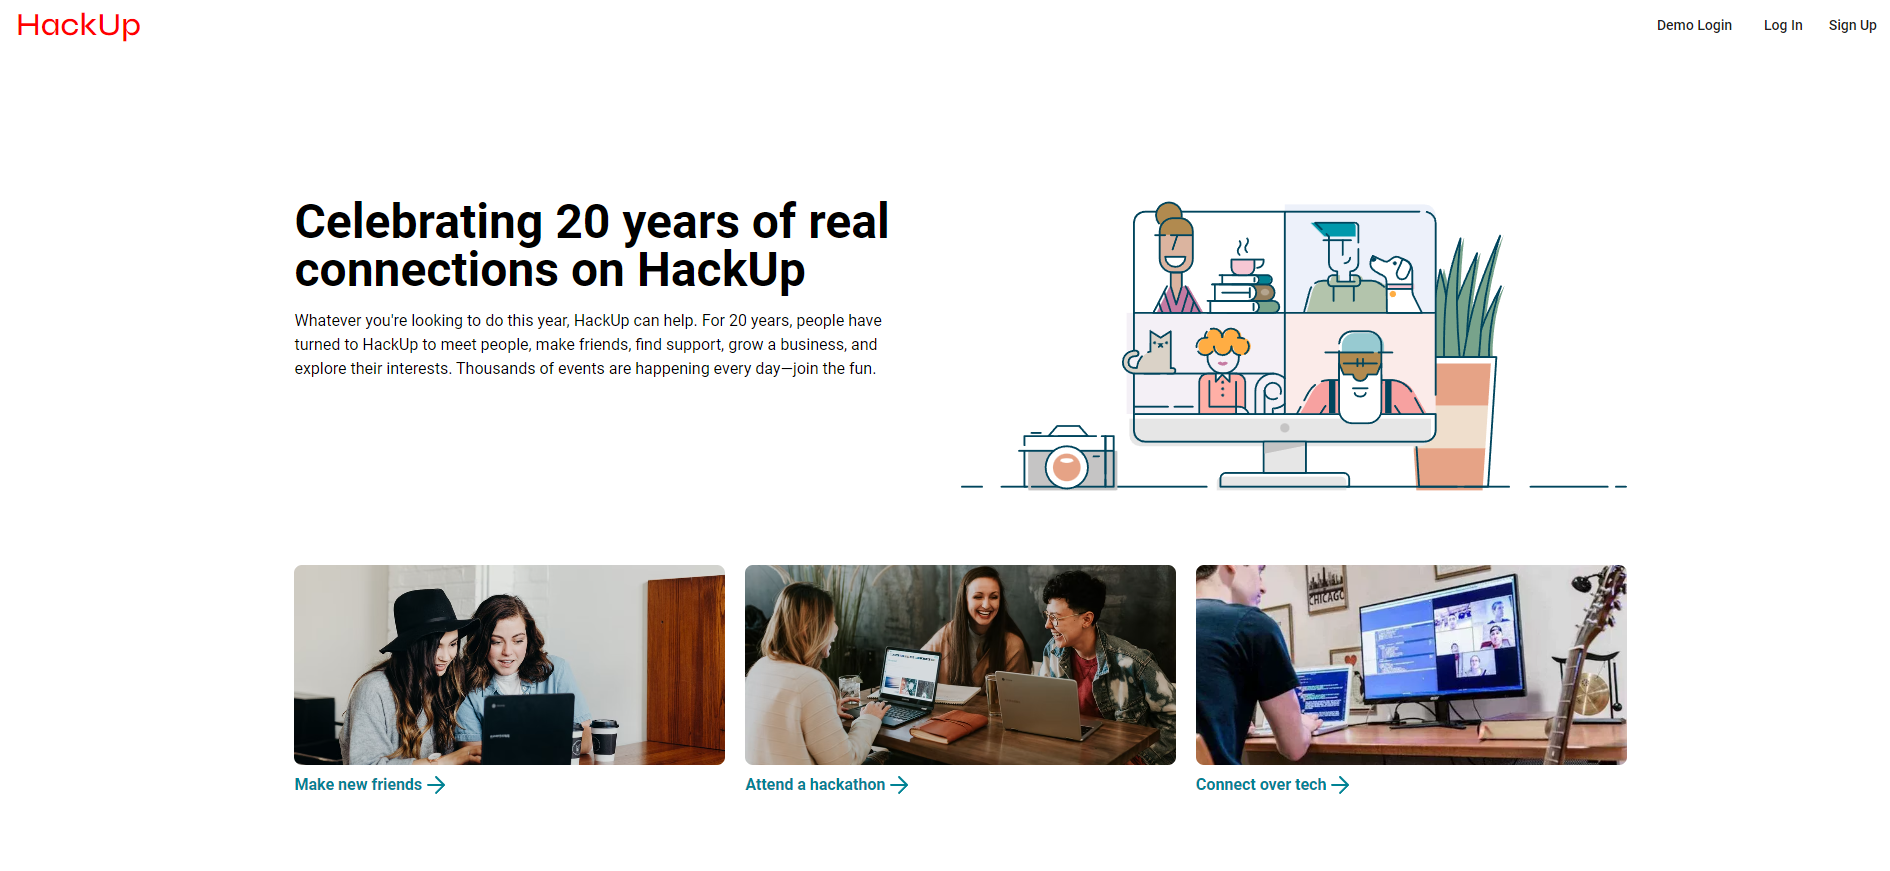 HackUp
Demo Login
Log In
Sign Up
Celebrating 20 years of real
connections on HackUp
Whatever you're looking to do this year, HackUp can help. For 20 years, people have
turned to HackUp to meet people, make friends, find support, grow a business, and
explore their interests. Thousands of events are happening every day—join the fun.
CHICAGO
Make new friends
Attend a hackathon
Connect over tech